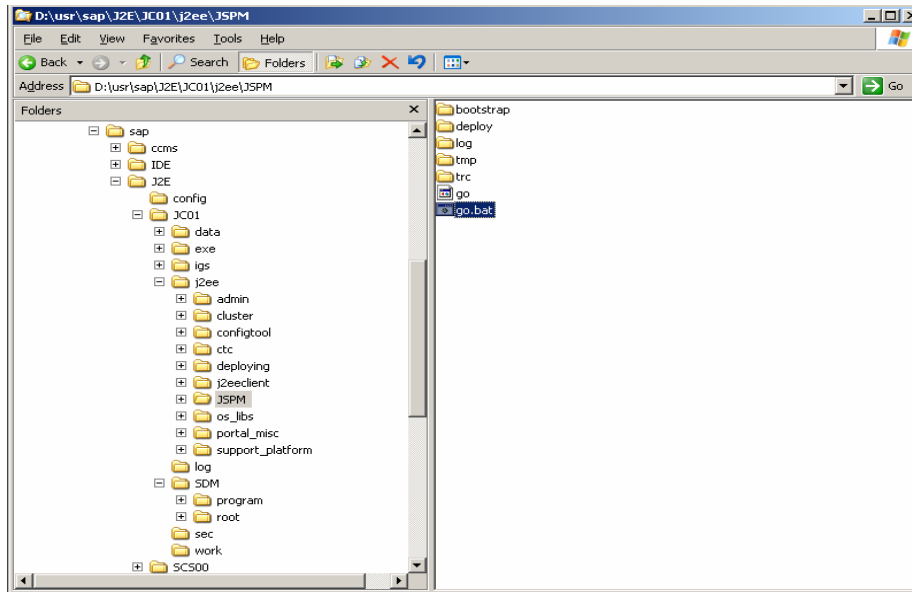 D:\usr\sap\J2E\JC01\j2ee\JSPM
File Edit View Favorites Tools Help
Back Search Folders
Address D:\usr\sap\J2E\JC01\j2ee\JSPM Go
Folders
sap
ccms
IDE
J2E
config
JC01
data
exe
igs
j2ee
admin
cluster
configtool
ctc
deploying
j2eeclient
JSPM
os_libs
portal_misc
support_platform
log
SDM
program
root
sec
work
SCS00
bootstrap
deploy
log
tmp
trc
go
go.bat